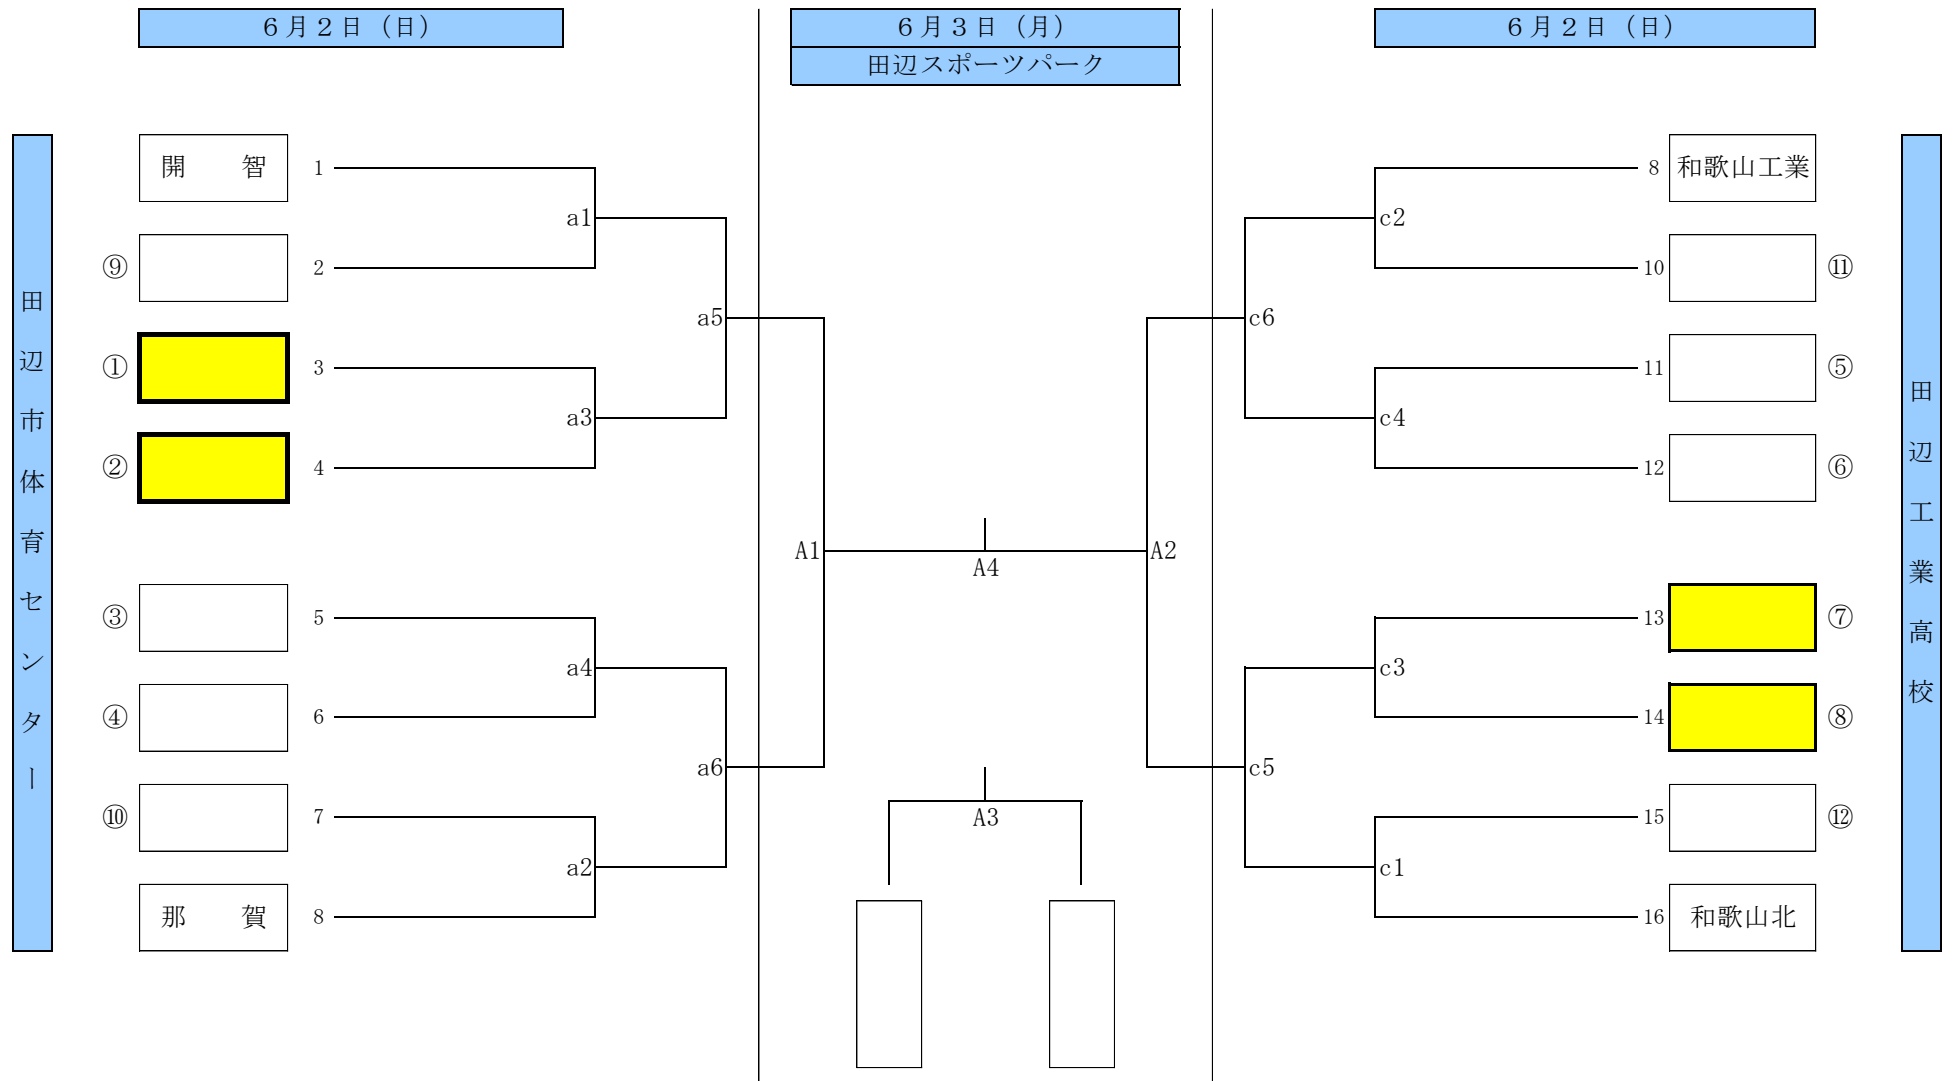 6月2日（日）
6月3日（月）
田辺スポーツパーク
6月2日（日）
田辺市体育センター
開　智 1
⑨ 2
① 3
② 4
③ 5
④ 6
⑩ 7
那　賀 8
a1
a3
a5
a4
a6
a2
A1
A4
A2
A3
c2
c6
c4
c3
c5
c1
8 和歌山工業
10 ⑪
11 ⑤
12 ⑥
13 ⑦
14 ⑧
15 ⑫
16 和歌山北
田辺工業高校